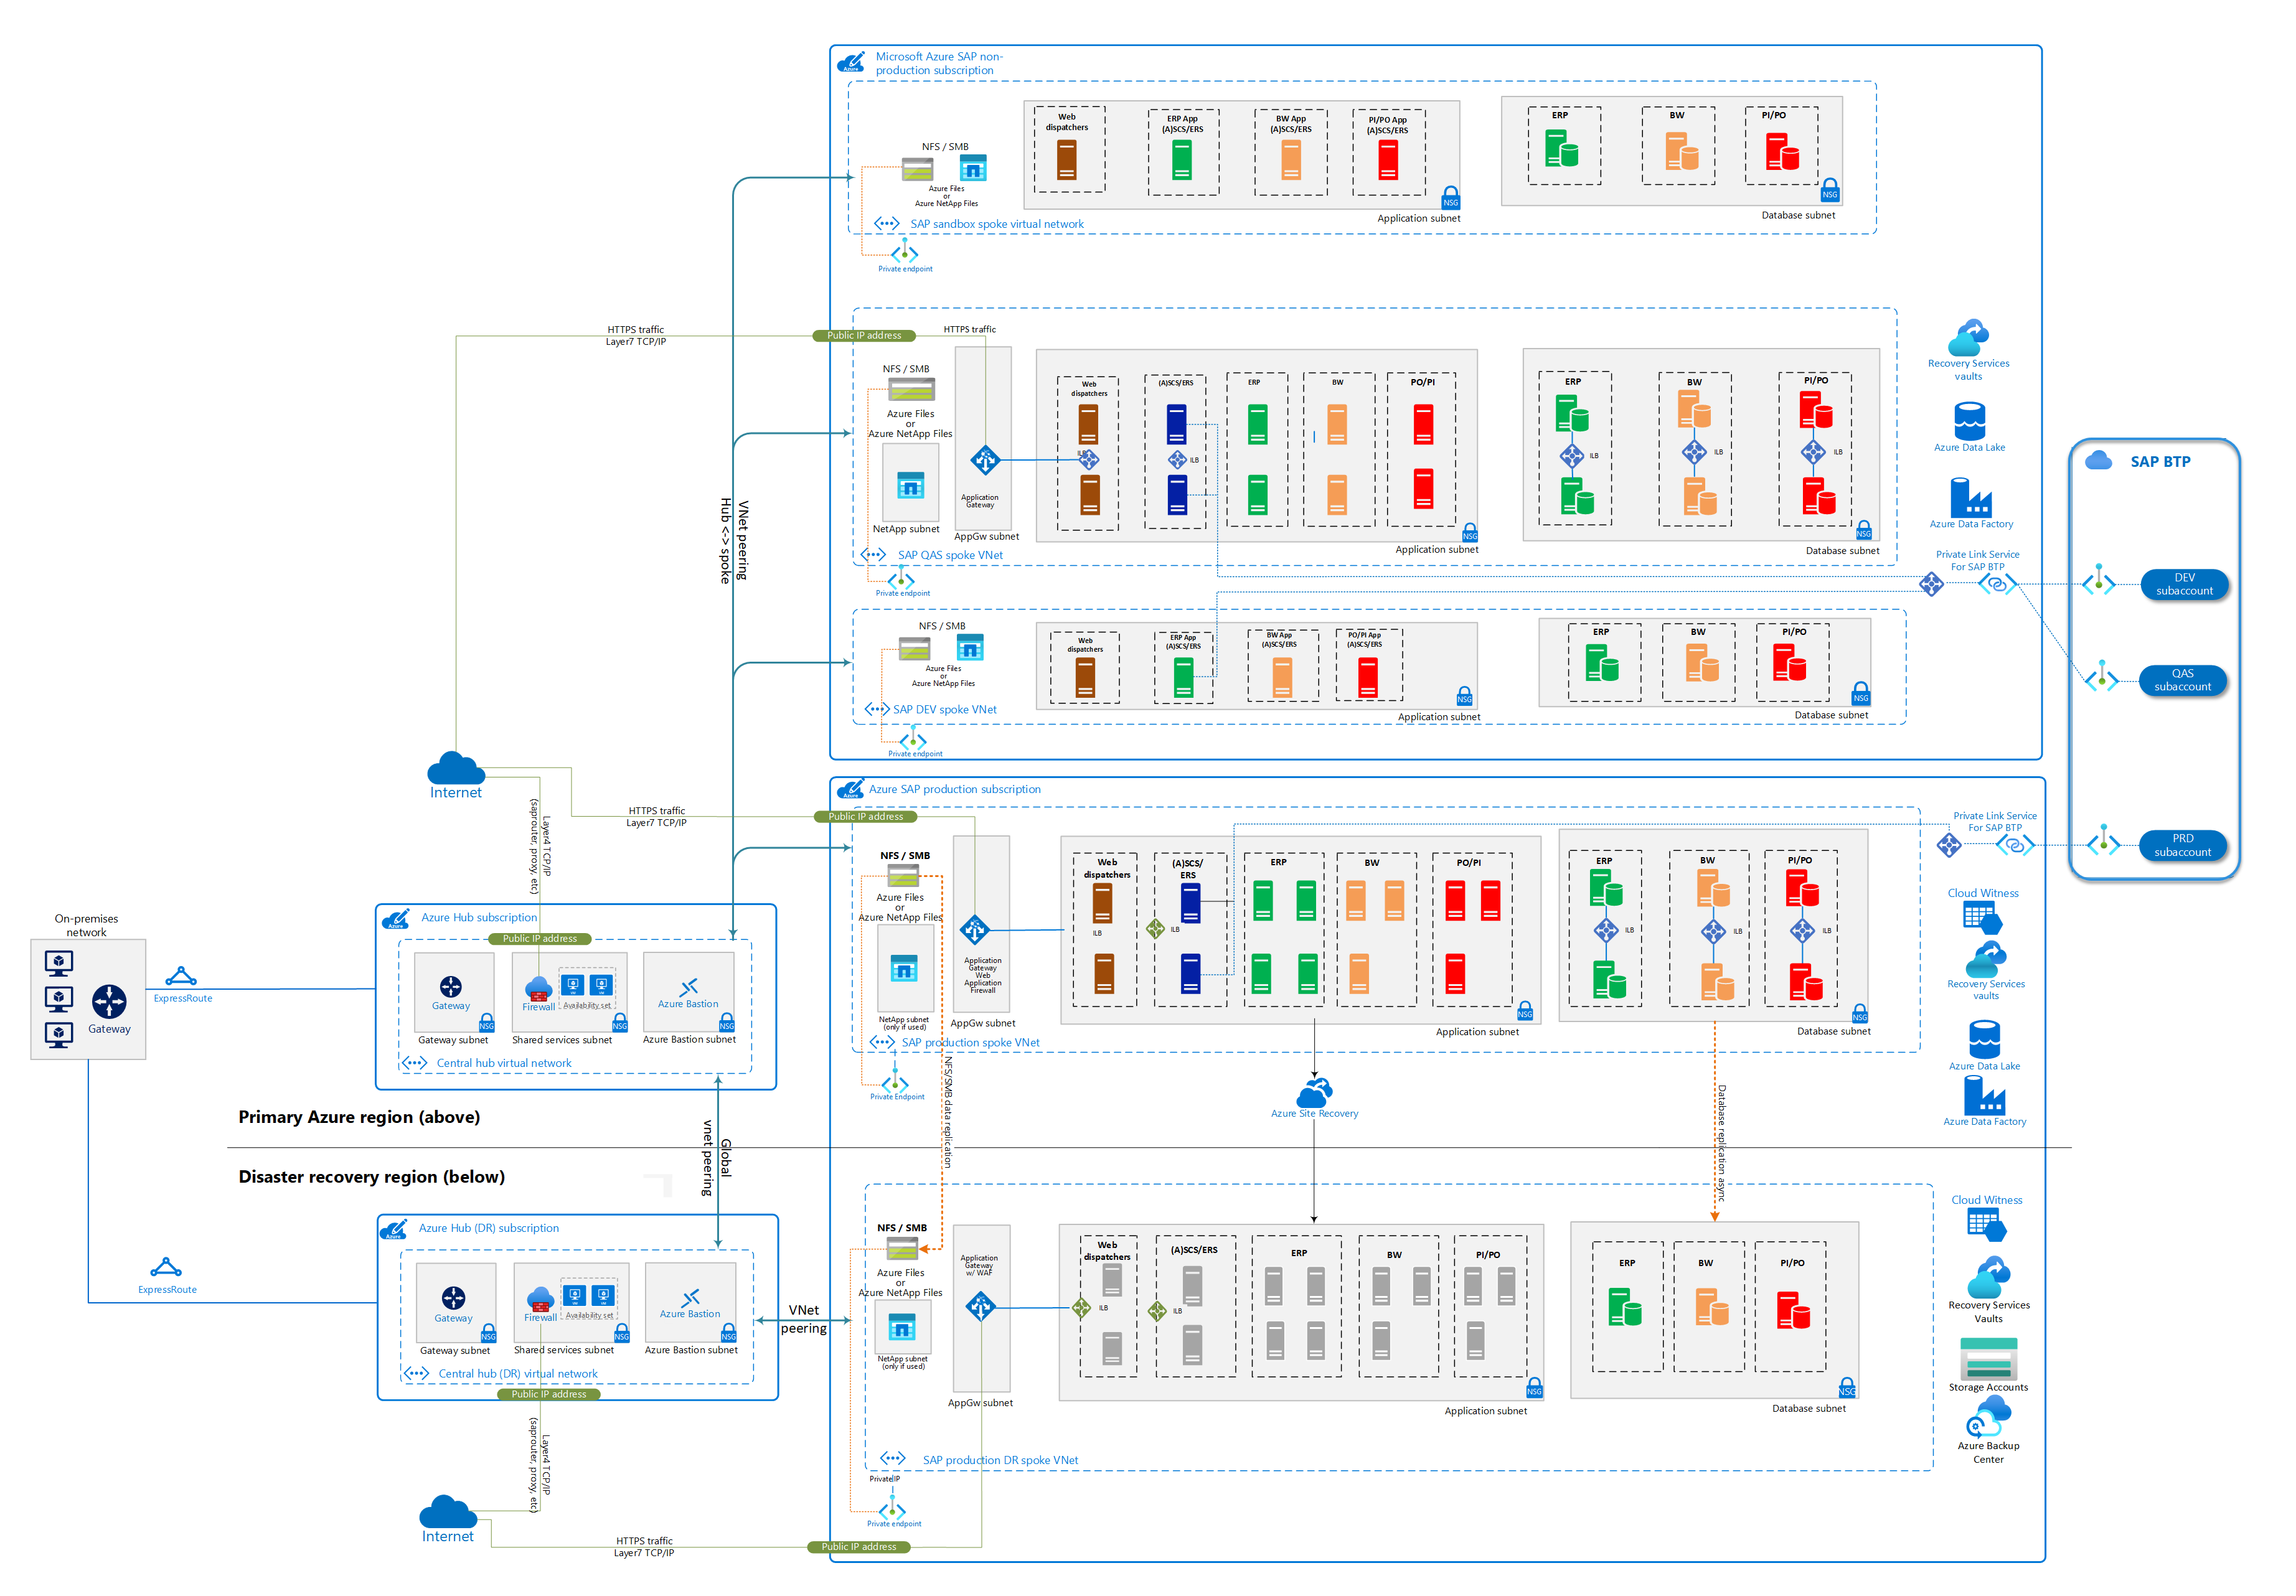 Azure
Microsoft Azure SAP non-
production subscription
NFS / SMB
Azure Files
or
Azure NetApp Files
SAP sandbox spoke virtual network
Private endpoint
Web
dispatchers
ERP App
(A)SCS/ERS
BW App
(A)SCS/ERS
PI/PO App
(A)SCS/ERS
NSG
Application subnet
ERP
BW
PI/PO
NSG
Database subnet
HTTPS traffic
Layer7 TCP/IP
Public IP address
HTTPS traffic
NFS / SMB
Azure Files
or
Azure NetApp Files
NetApp subnet
Application
Gateway
AppGw subnet
SAP QAS spoke VNet
Private endpoint
Web
dispatchers
ILB
(A)SCS/ERS
ILB
ERP
BW
PO/PI
NSG
Application subnet
ERP
ILB
BW
ILB
PI/PO
ILB
NSG
Database subnet
Recovery Services
vaults
Azure Data Lake
Azure Data Factory
Private Link Service
For SAP BTP
SAP BTP
DEV
subaccount
QAS
subaccount
PRD
subaccount
VNet peering
Hub <-> spoke
NFS / SMB
Azure Files
or
Azure NetApp Files
SAP DEV spoke VNet
Private endpoint
Web
dispatchers
ERP App
(A)SCS/ERS
BW App
(A)SCS/ERS
PO/PI App
(A)SCS/ERS
NSG
Application subnet
ERP
BW
PI/PO
NSG
Database subnet
Internet
Layer4 TCP/IP
(saprouter, proxy, etc)
HTTPS traffic
Layer7 TCP/IP
Public IP address
Azure
Azure SAP production subscription
NFS / SMB
Azure Files
or
Azure NetApp Files
NetApp subnet
(only if used)
Application
Gateway
Web
Application
Firewall
AppGw subnet
SAP production spoke VNet
Private Endpoint
Web
dispatchers
ILB
(A)SCS/
ERS
ILB
ERP
BW
PO/PI
NSG
Application subnet
ERP
ILB
BW
ILB
PI/PO
ILB
NSG
Database subnet
Private Link Service
For SAP BTP
Cloud Witness
Recovery Services
vaults
Azure Data Lake
Azure Data Factory
On-premises
network
Gateway
ExpressRoute
Azure
Azure Hub subscription
Public IP address
Gateway
NSG
Gateway subnet
Firewall
Availability set
NSG
Shared services subnet
Azure Bastion
NSG
Azure Bastion subnet
Central hub virtual network
Primary Azure region (above)
Disaster recovery region (below)
Global
vnet peering
NFS/SMB data replication
Azure Site Recovery
Database replication async
ExpressRoute
Azure
Azure Hub (DR) subscription
Gateway
NSG
Gateway subnet
Firewall
Availability set
NSG
Shared services subnet
Azure Bastion
NSG
Azure Bastion subnet
Central hub (DR) virtual network
Public IP address
VNet
peering
NFS / SMB
Azure Files
or
Azure NetApp Files
NetApp subnet
(only if used)
Application
Gateway
w/ WAF
AppGw subnet
SAP production DR spoke VNet
Private IP
Private endpoint
Web
dispatchers
ILB
(A)SCS/ERS
ILB
ERP
BW
PI/PO
NSG
Application subnet
ERP
BW
PI/PO
NSG
Database subnet
Cloud Witness
Recovery Services
Vaults
Storage Accounts
Azure Backup
Center
Layer4 TCP/IP
(saprouter, proxy, etc)
Internet
HTTPS traffic
Layer7 TCP/IP
Public IP address